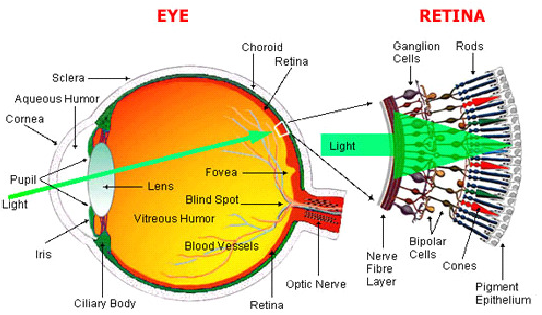 EYE
RETINA
Choroid
Retina
Sclera
Aqueous Humor
Cornea
Pupil
Light
Lens
Fovea
Blind Spot
Vitreous Humor
Blood Vessels
Iris
Ciliary Body
Retina
Optic Nerve
Ganglion
Cells
Rods
Light
Nerve
Fibre
Layer
Bipolar
Cells
Cones
Pigment
Epithelium